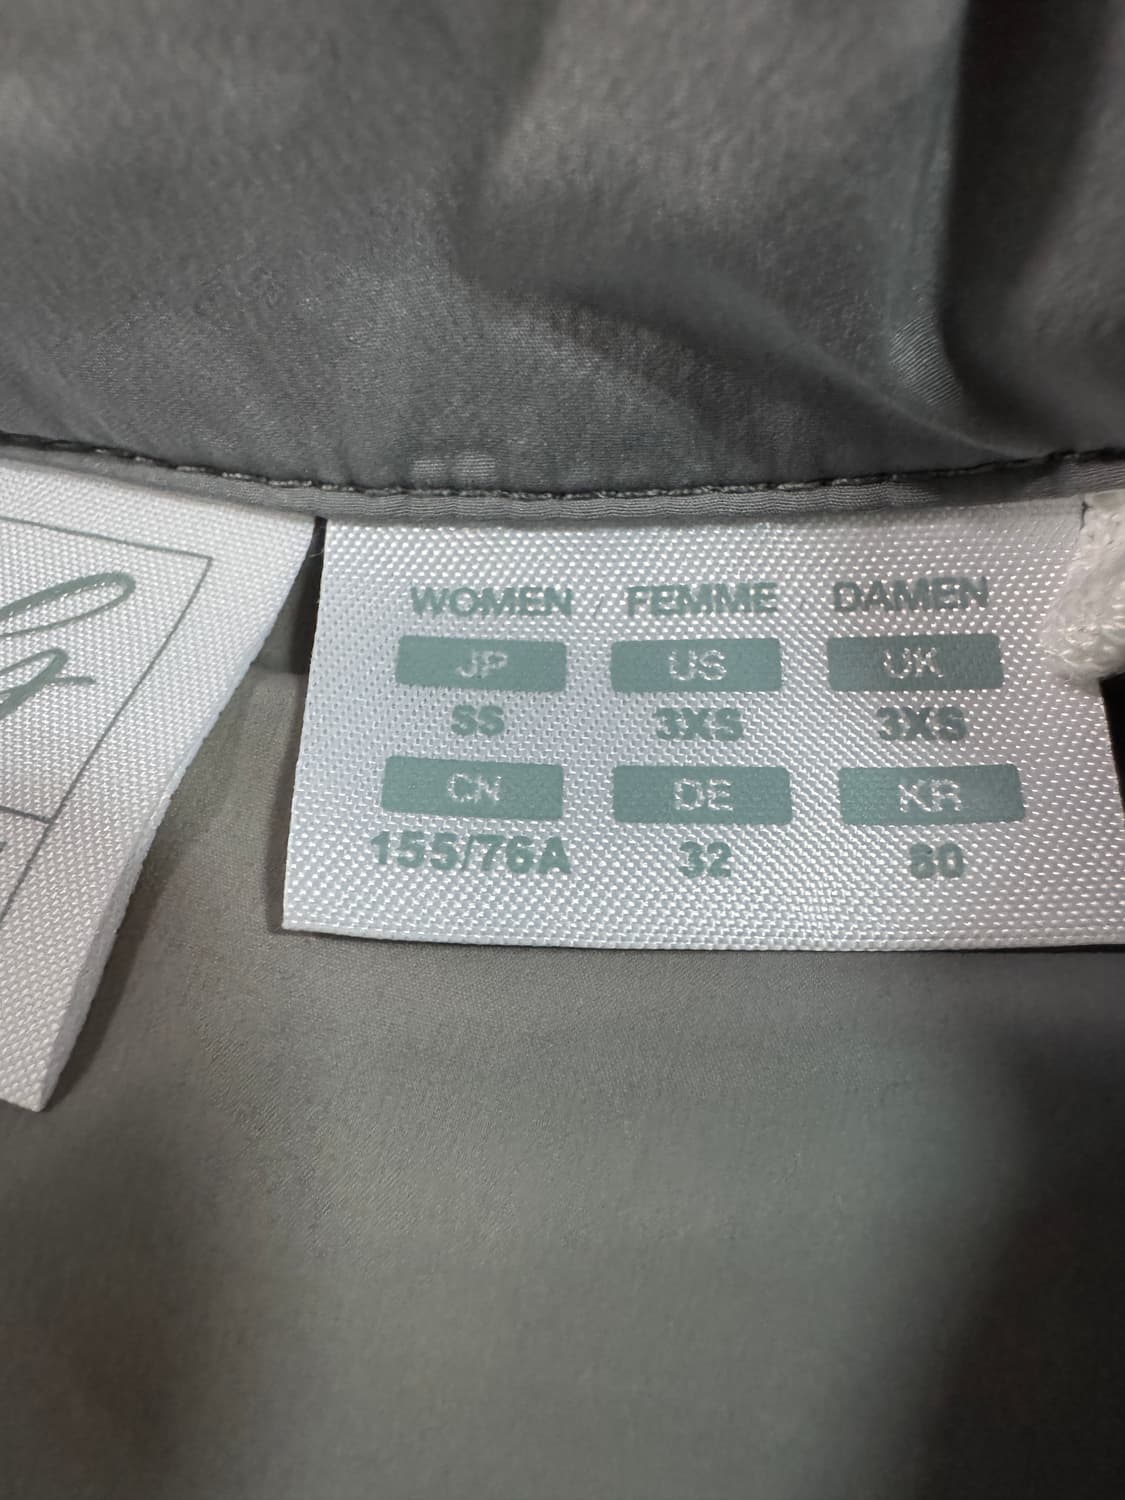 WOMEN FEMME DAMEN
JP US UK
SS 3XS 3XS
CN DE KR
155/76A 32 80